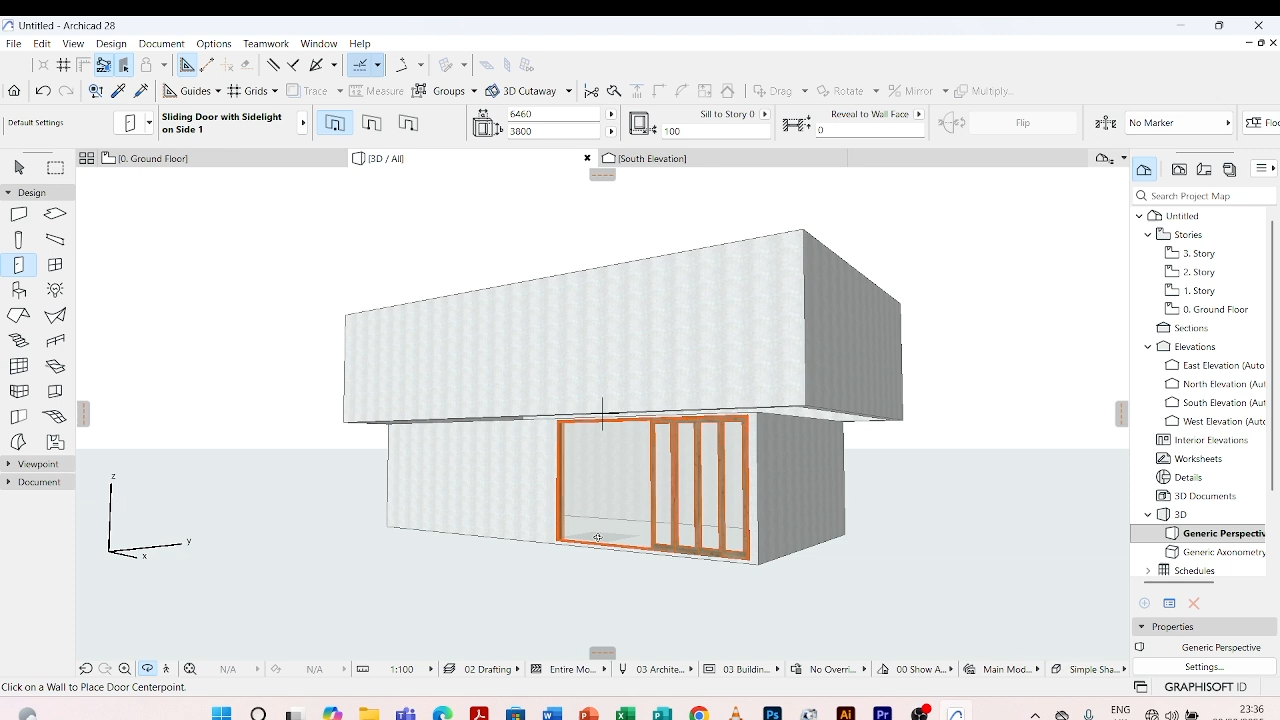 Untitled - Archicad 28
File Edit View Design Document Options Teamwork Window Help
Guides Grids Trace Measure Groups 3D Cutaway Drag Rotate Mirror Multiply...
Default Settings
Sliding Door with Sidelight on Side 1
6460
3800
Sill to Story 0
100
Reveal to Wall Face
0
Flip
No Marker
Floo
[0. Ground Floor]
[3D / All]
[South Elevation]
Design
Viewpoint
Document
z
y
x
Search Project Map
Untitled
Stories
3. Story
2. Story
1. Story
0. Ground Floor
Sections
Elevations
East Elevation (Auto
North Elevation (Aut
South Elevation (Aut
West Elevation (Auto
Interior Elevations
Worksheets
Details
3D Documents
3D
Generic Perspectiv
Generic Axonometry
Schedules
Properties
Generic Perspective
Settings...
N/A N/A 1:100 02 Drafting Entire Mo... 03 Archite... 03 Buildin... No Overri... 00 Show A... Main Mod... Simple Sha...
Click on a Wall to Place Door Centerpoint.
GRAPHISOFT ID
ENG
23:36